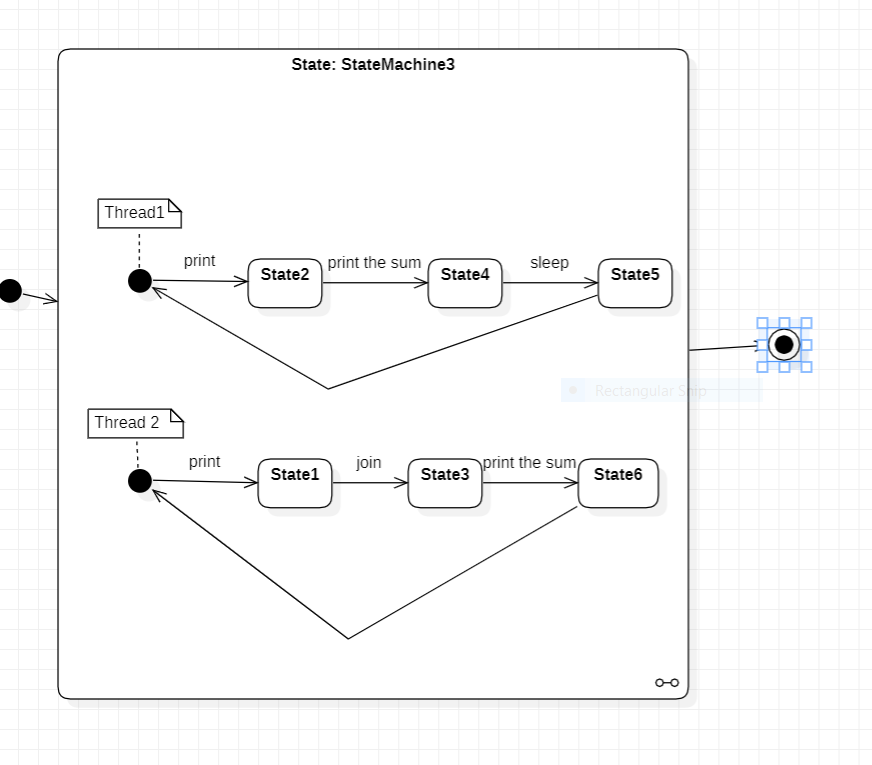 State: StateMachine3
Thread1
print
State2
print the sum
State4
sleep
State5
Rectangular Snip
Thread 2
print
State1
join
State3
print the sum
State6